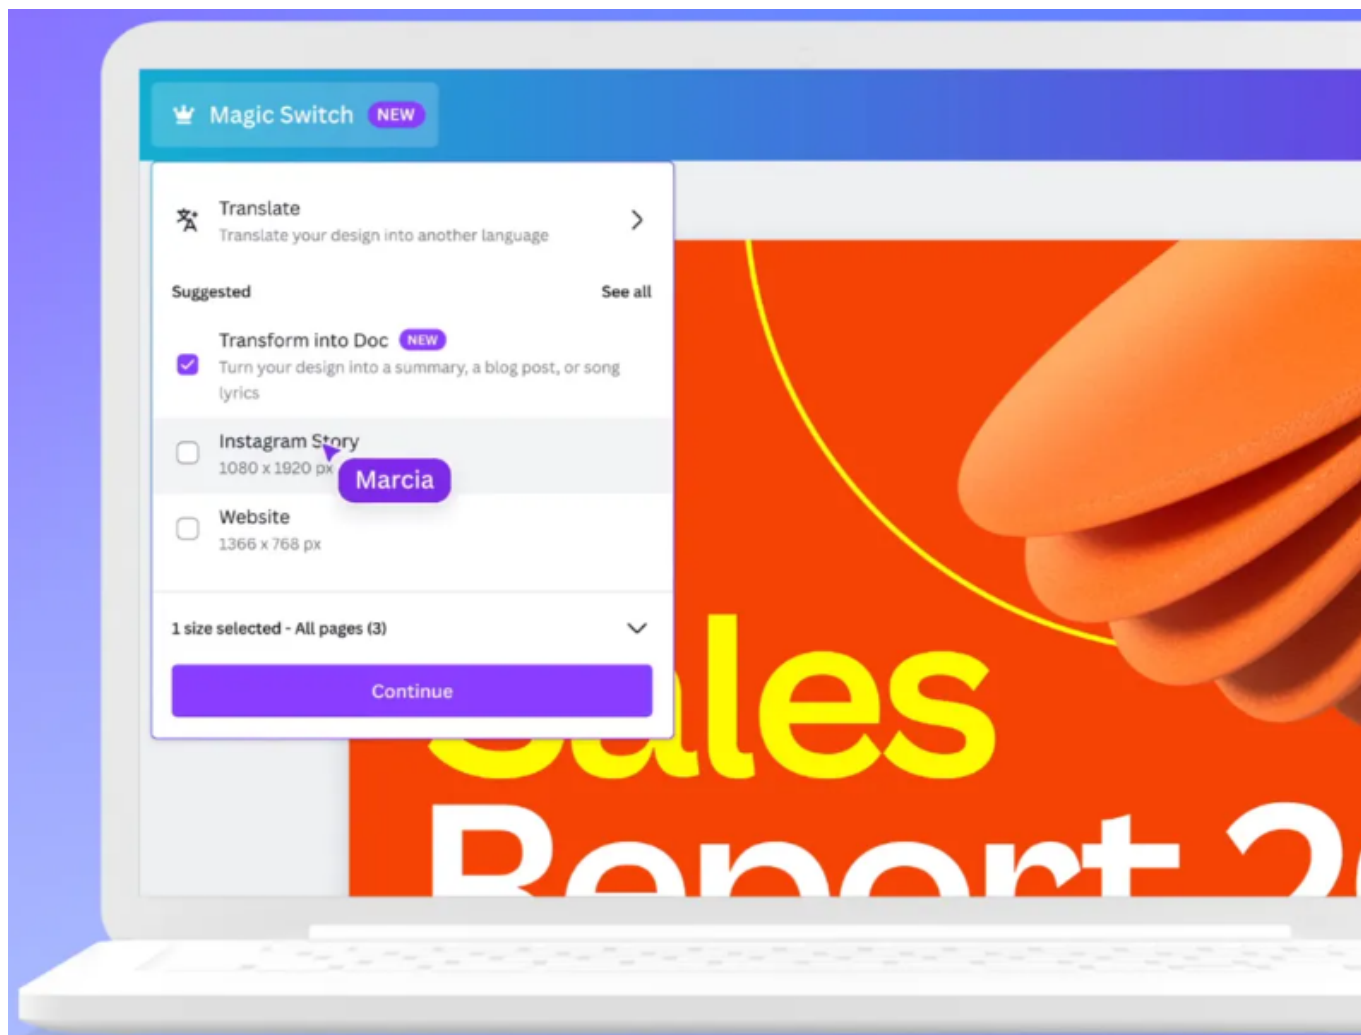 Magic Switch NEW
Translate
Translate your design into another language
Suggested See all
Transform into Doc NEW
Turn your design into a summary, a blog post, or song
lyrics
Instagram Story
1080 x 1920 px
Marcia
Website
1366 x 768 px
1 size selected - All pages (3)
Continue
Sales
Report 2